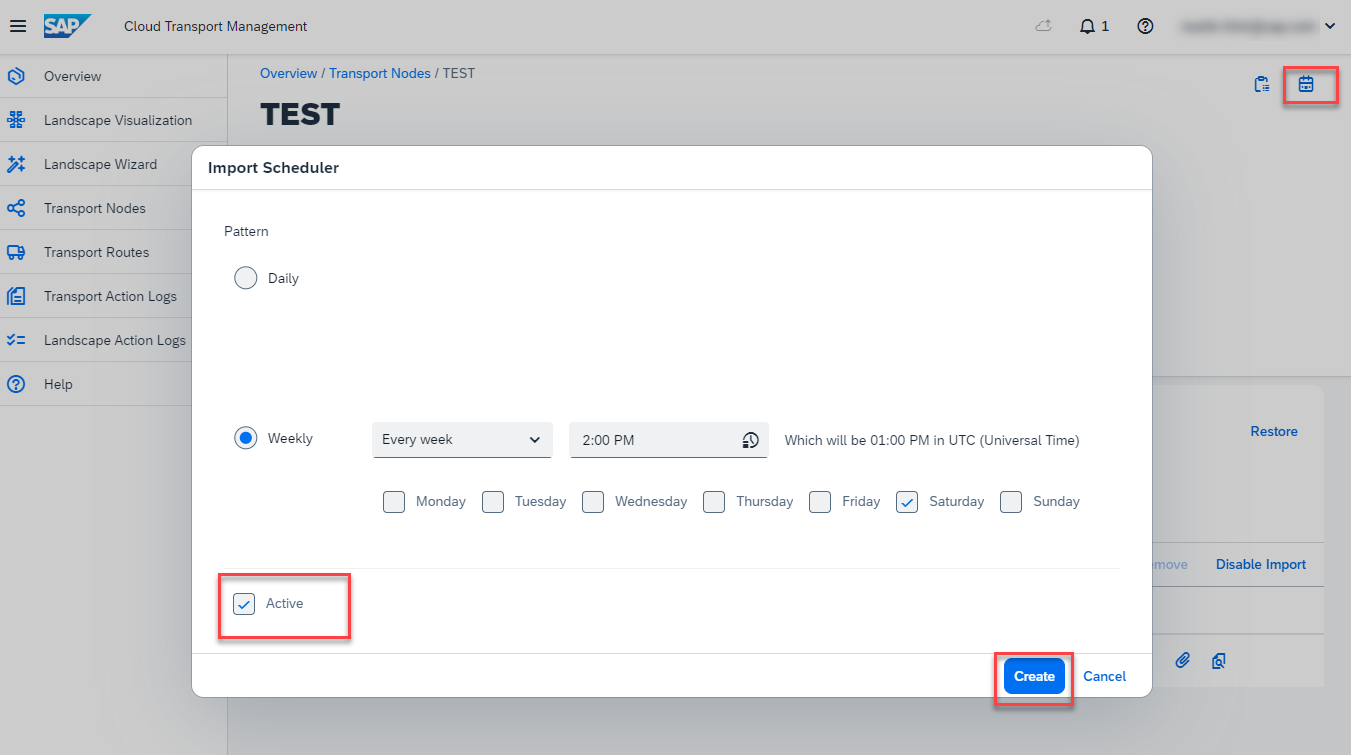 SAP Cloud Transport Management 1
Overview
Landscape Visualization
Landscape Wizard
Transport Nodes
Transport Routes
Transport Action Logs
Landscape Action Logs
Help
Overview / Transport Nodes / TEST
TEST
Import Scheduler
Pattern
Daily
Weekly Every week 2:00 PM Which will be 01:00 PM in UTC (Universal Time)
Monday Tuesday Wednesday Thursday Friday Saturday Sunday
Active
Create Cancel
Restore
Disable Import